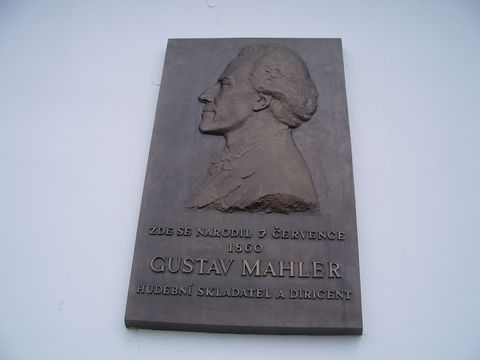 ZDE SE NARODIL 7 ČERVENCE
1860
GUSTAV MAHLER
HUDEBNÍ SKLADATEL A DIRIGENT